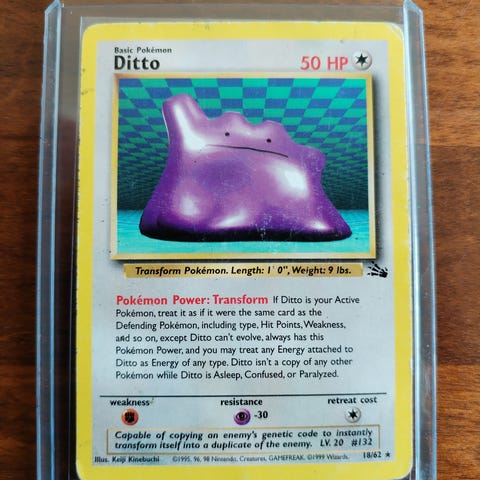 Basic Pokémon
Ditto
50 HP
Transform Pokémon. Length: 1' 0", Weight: 9 lbs.
Pokémon Power: Transform If Ditto is your Active
Pokémon, treat it as if it were the same card as the
Defending Pokémon, including type, Hit Points, Weakness,
and so on, except Ditto can't evolve, always has this
Pokémon Power, and you may treat any Energy attached
to Ditto as Energy of any type. Ditto isn't a copy of any other
Pokémon while Ditto is Asleep, Confused, or Paralyzed.
weakness
resistance
retreat cost
-30
Capable of copying an enemy's genetic code to instantly
transform itself into a duplicate of the enemy. LV. 20 #132
Illus. Keiji Kinebuchi
©1995, 96, 98 Nintendo, Creatures, GAMEFREAK. ©1999 Wizards.
18/62 ★